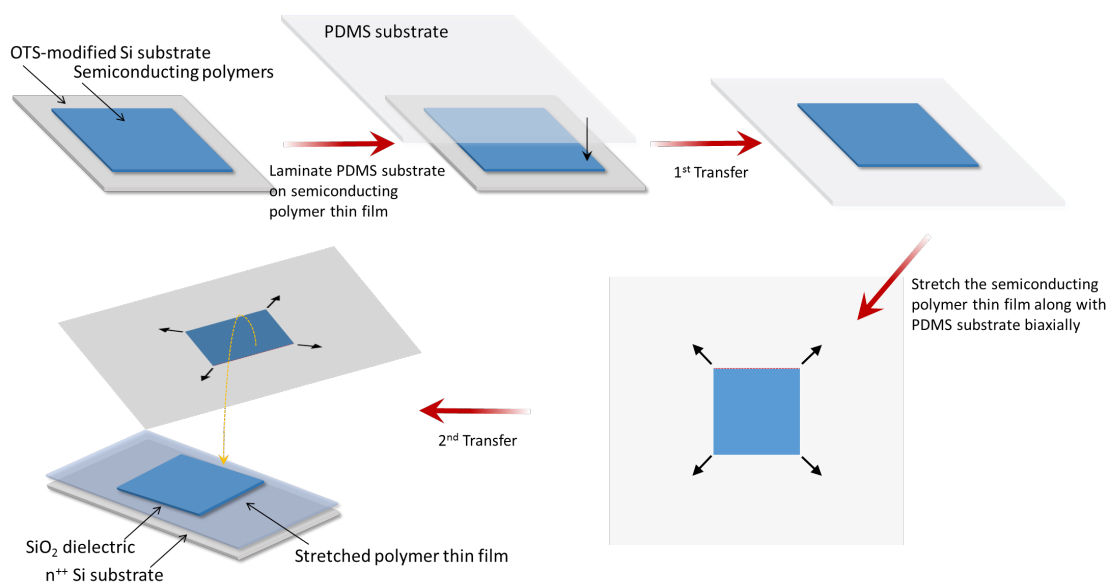 PDMS substrate
OTS-modified Si substrate
Semiconducting polymers
Laminate PDMS substrate
on semiconducting
polymer thin film
1st Transfer
Stretch the semiconducting
polymer thin film along with
PDMS substrate biaxially
2nd Transfer
SiO2 dielectric
n++ Si substrate
Stretched polymer thin film